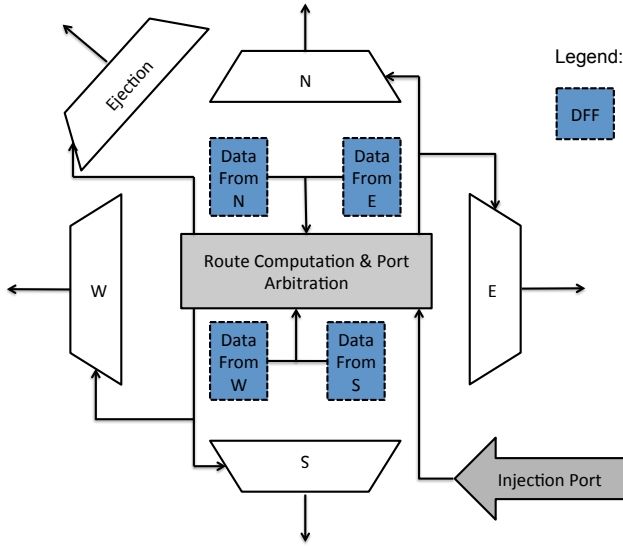 Ejection
N
Legend:
DFF
Data
From
N
Data
From
E
Route Computation & Port
Arbitration
W
E
Data
From
W
Data
From
S
S
Injection Port